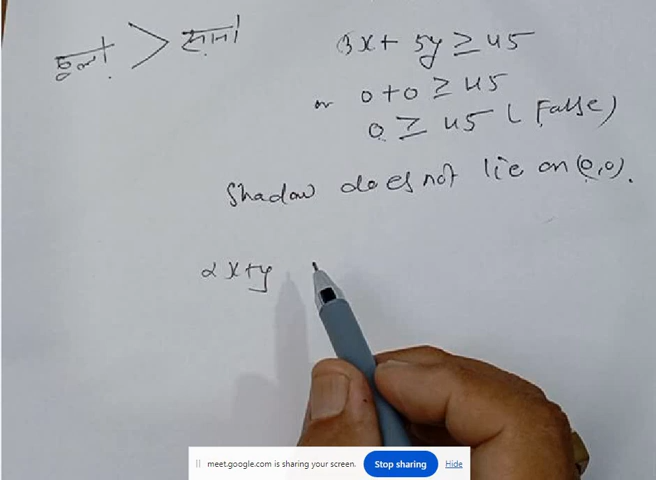 3x + 5y ≥ 45
or 0 + 0 ≥ 45
0 ≥ 45 (False)
Shadow does not lie on (0,0).
2x+y
meet.google.com is sharing your screen. Stop sharing Hide